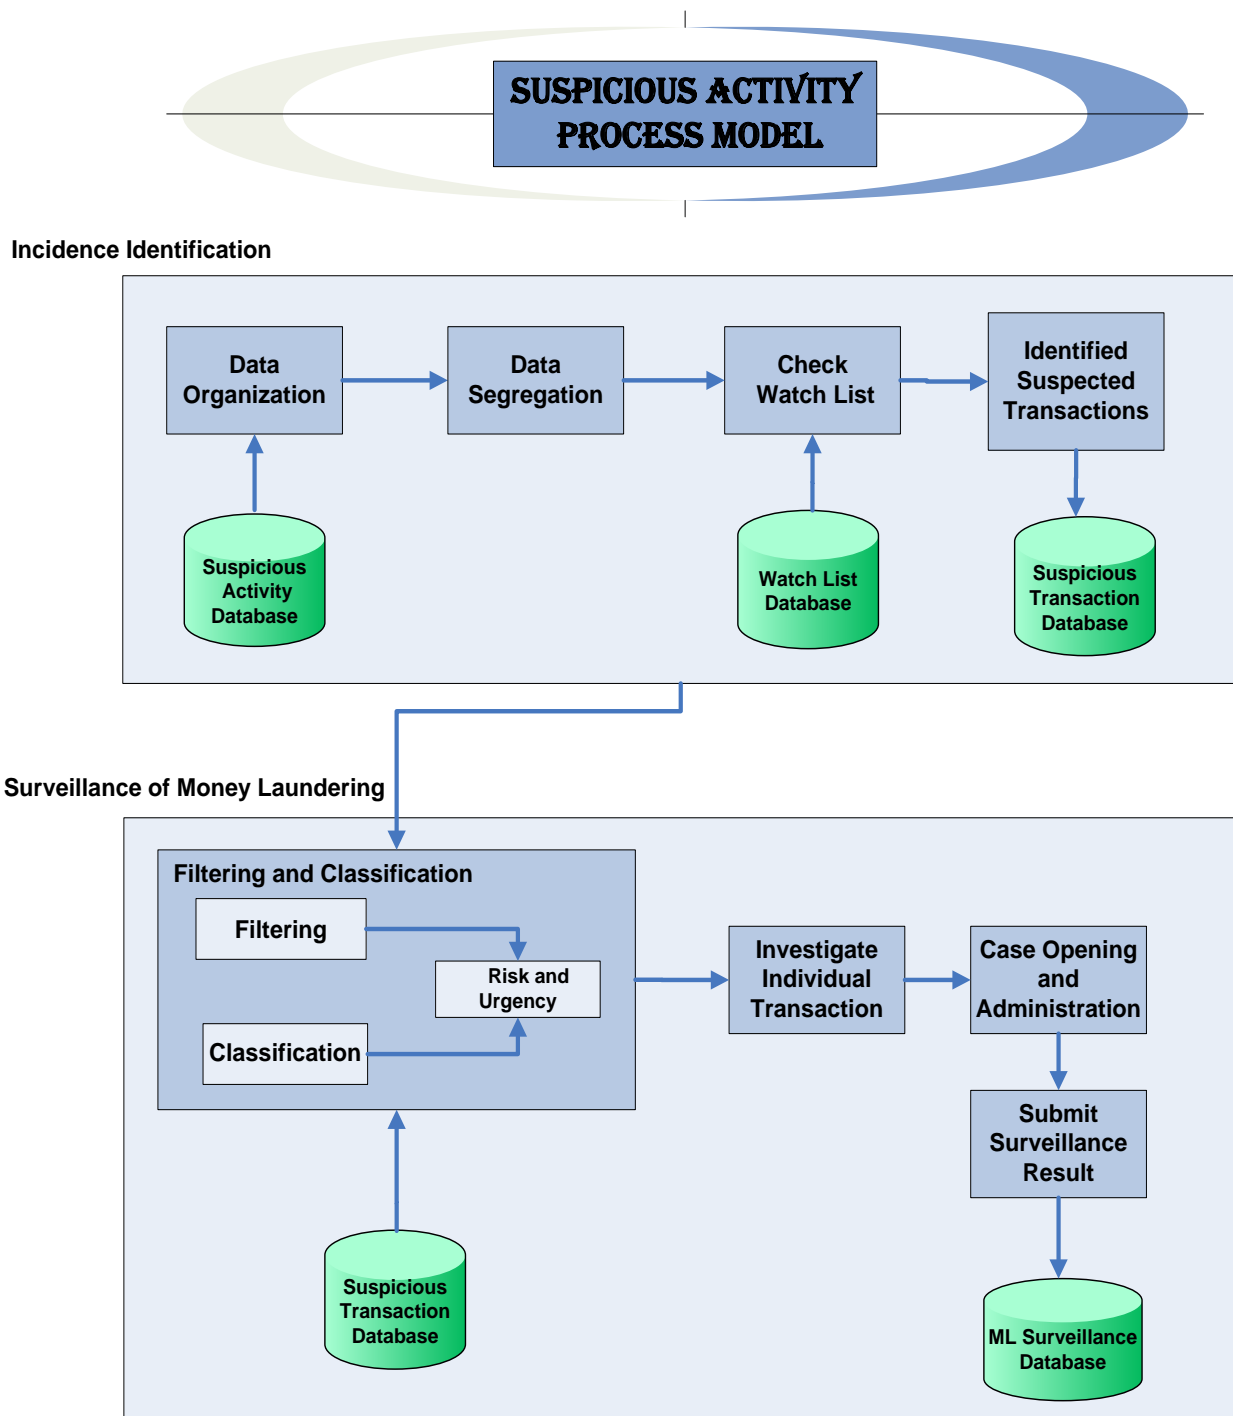 SUSPICIOUS ACTIVITY
PROCESS MODEL
Incidence Identification
Data
Organization
Data
Segregation
Check
Watch List
Identified
Suspected
Transactions
Suspicious
Activity
Database
Watch List
Database
Suspicious
Transaction
Database
Surveillance of Money Laundering
Filtering and Classification
Filtering
Risk and
Urgency
Classification
Investigate
Individual
Transaction
Case Opening
and
Administration
Submit
Surveillance
Result
Suspicious
Transaction
Database
ML Surveillance
Database